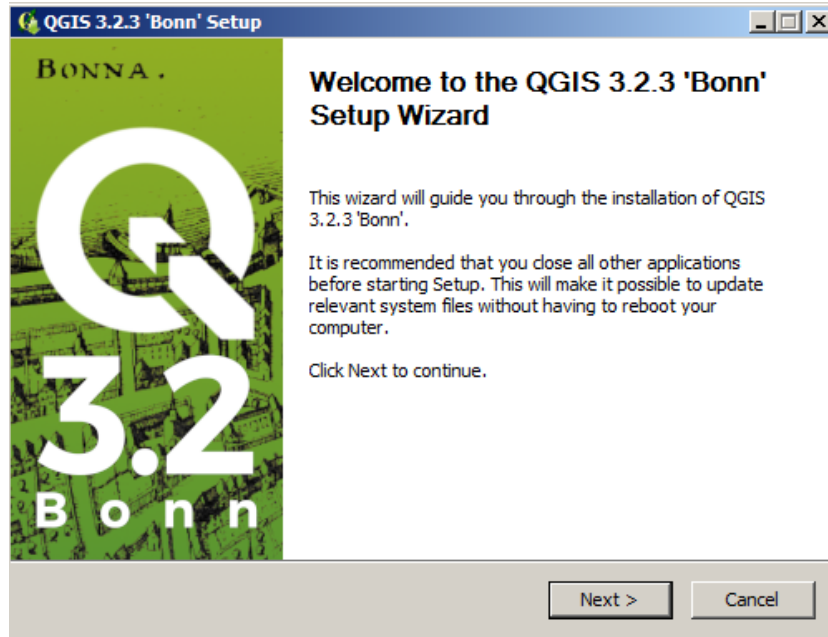 QGIS 3.2.3 'Bonn' Setup
BONNA.
3.2
Bonn
Welcome to the QGIS 3.2.3 'Bonn'
Setup Wizard
This wizard will guide you through the installation of QGIS
3.2.3 'Bonn'.
It is recommended that you close all other applications
before starting Setup. This will make it possible to update
relevant system files without having to reboot your
computer.
Click Next to continue.
Next >
Cancel